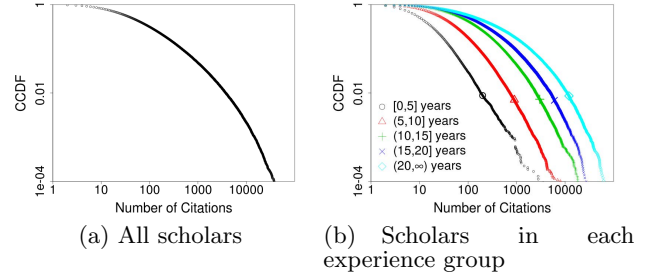 1
0.01
1e-04
CCDF
1 10 100 1000 10000
Number of Citations
(a) All scholars
1
0.01
1e-04
CCDF
[0,5] years
(5,10] years
(10,15] years
(15,20] years
(20,∞) years
1 10 100 1000 10000
Number of Citations
(b) Scholars in each
experience group